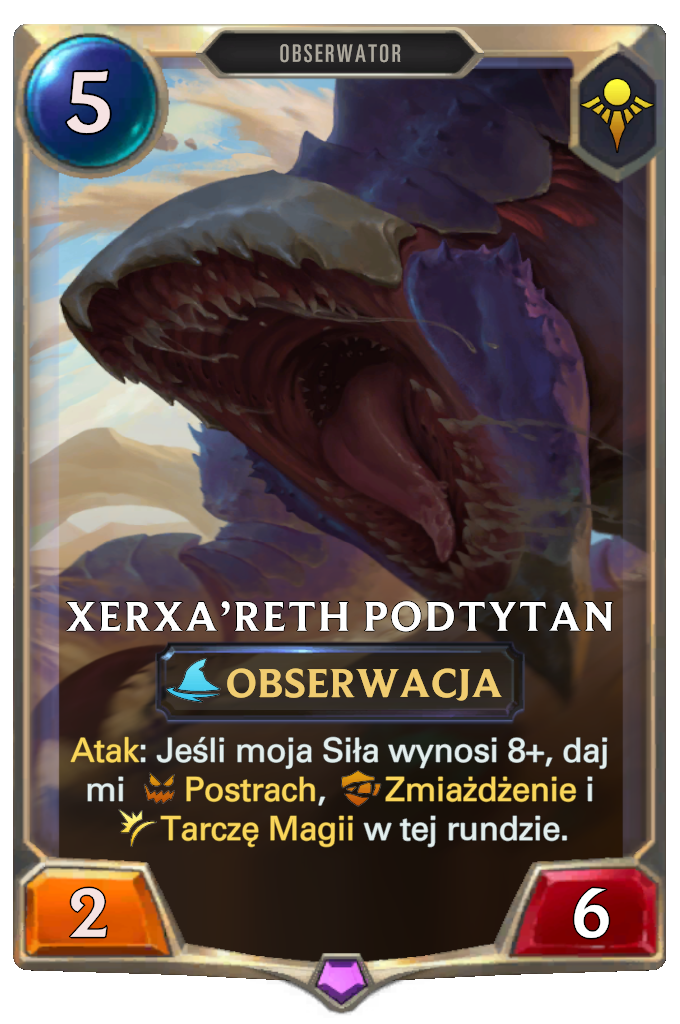 OBSERWATOR
5
XERXA’RETH PODTYTAN
OBSERWACJA
Atak: Jeśli moja Siła wynosi 8+, daj
mi Postrach, Zmiażdżenie i
Tarczę Magii w tej rundzie.
2
6